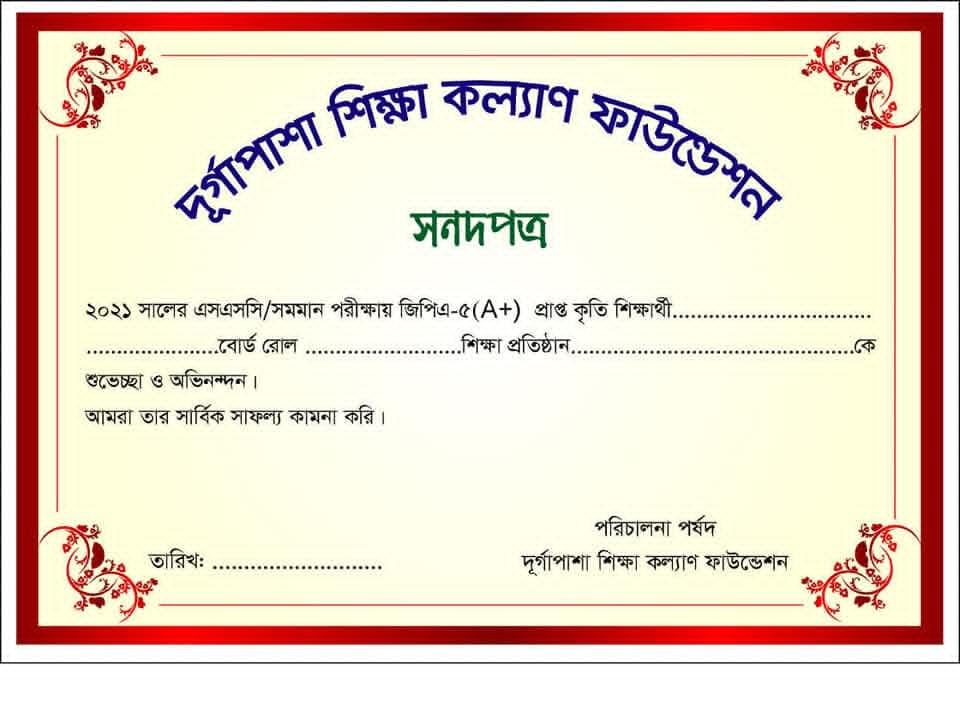 দূর্গাপাশা শিক্ষা কল্যাণ ফাউন্ডেশন
সনদপত্র
২০২১ সালের এসএসসি/সমমান পরীক্ষায় জিপিএ-৫(A+) প্রাপ্ত কৃতি শিক্ষার্থী.................................
......................বোর্ড রোল ..........................শিক্ষা প্রতিষ্ঠান...............................................কে
শুভেচ্ছা ও অভিনন্দন।
আমরা তার সার্বিক সাফল্য কামনা করি।
পরিচালনা পর্ষদ
তারিখ: ........................... দূর্গাপাশা শিক্ষা কল্যাণ ফাউন্ডেশন